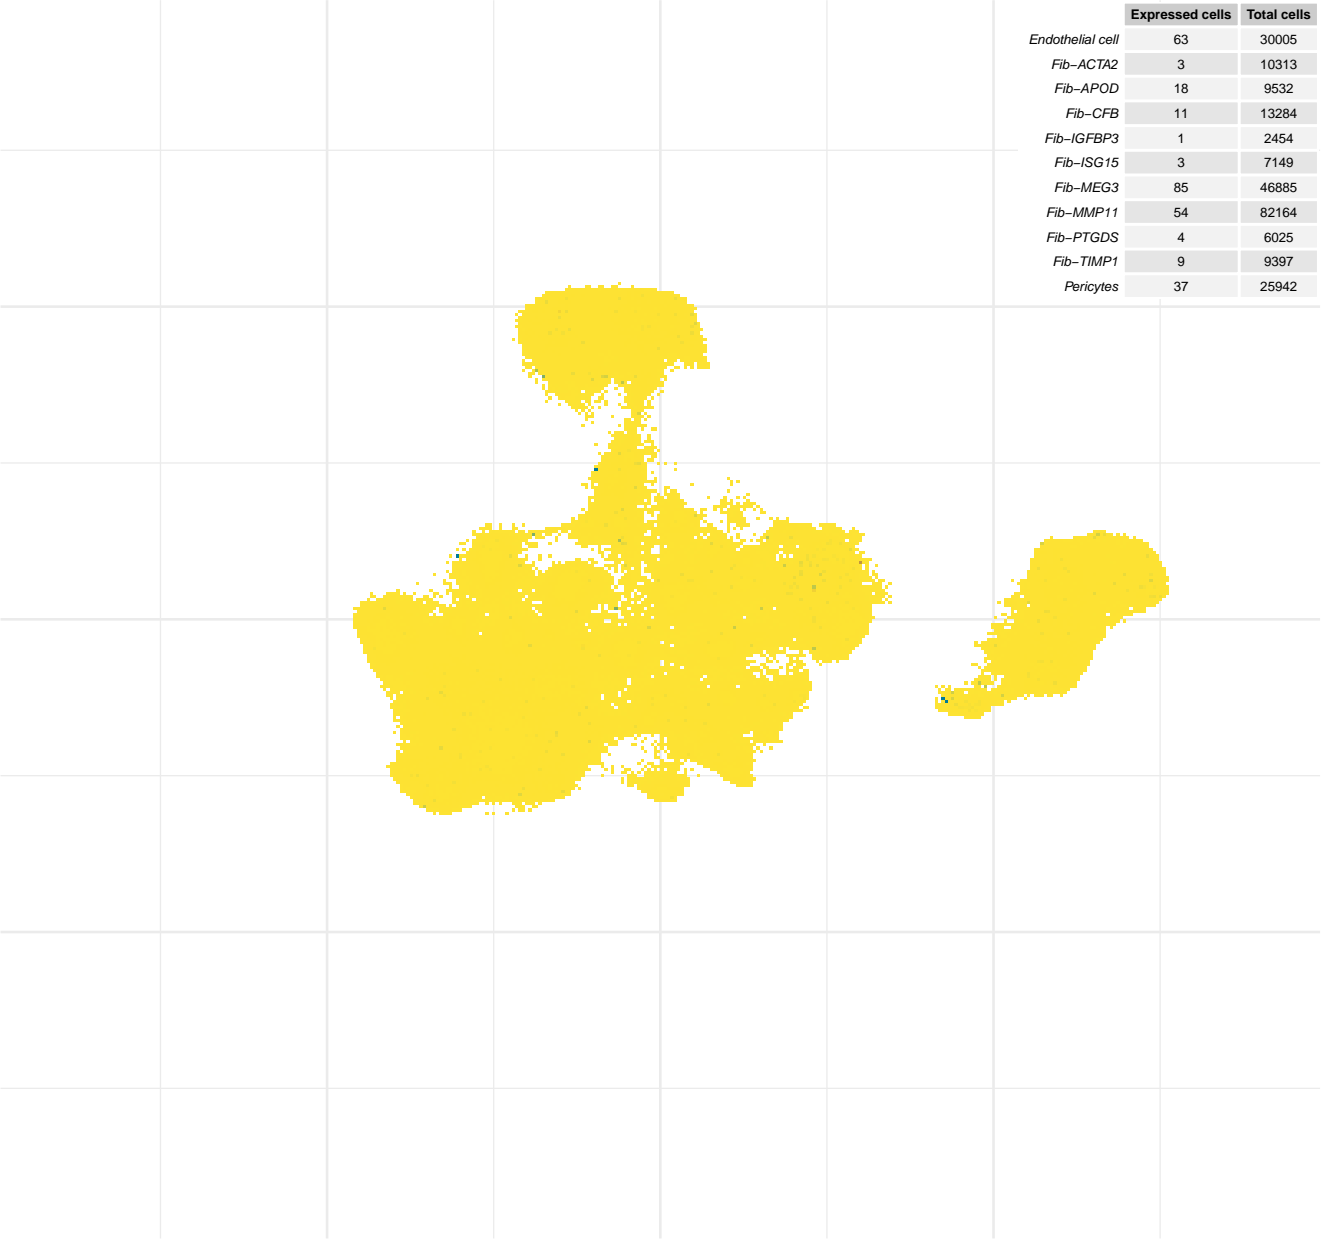 Expressed cells Total cells
Endothelial cell 63 30005
Fib−ACTA2 3 10313
Fib−APOD 18 9532
Fib−CFB 11 13284
Fib−IGFBP3 1 2454
Fib−ISG15 3 7149
Fib−MEG3 85 46885
Fib−MMP11 54 82164
Fib−PTGDS 4 6025
Fib−TIMP1 9 9397
Pericytes 37 25942